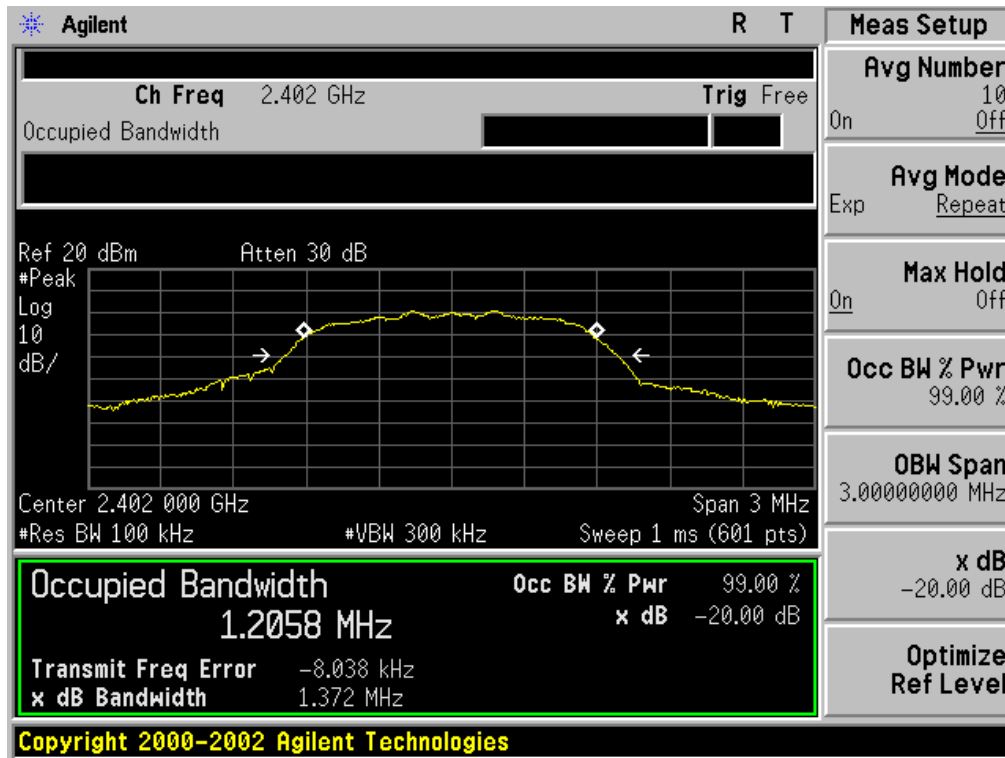 Agilent R T
Ch Freq 2.402 GHz Trig Free
Occupied Bandwidth
Ref 20 dBm Atten 30 dB
#Peak
Log
10
dB/
Center 2.402 000 GHz Span 3 MHz
#Res BW 100 kHz #VBW 300 kHz Sweep 1 ms (601 pts)
Occupied Bandwidth Occ BW % Pwr 99.00 %
1.2058 MHz x dB -20.00 dB
Transmit Freq Error -8.038 kHz
x dB Bandwidth 1.372 MHz
Copyright 2000-2002 Agilent Technologies
Meas Setup
Avg Number
10
On Off
Avg Mode
Exp Repeat
Max Hold
On Off
Occ BW % Pwr
99.00 %
OBW Span
3.00000000 MHz
x dB
-20.00 dB
Optimize
Ref Level